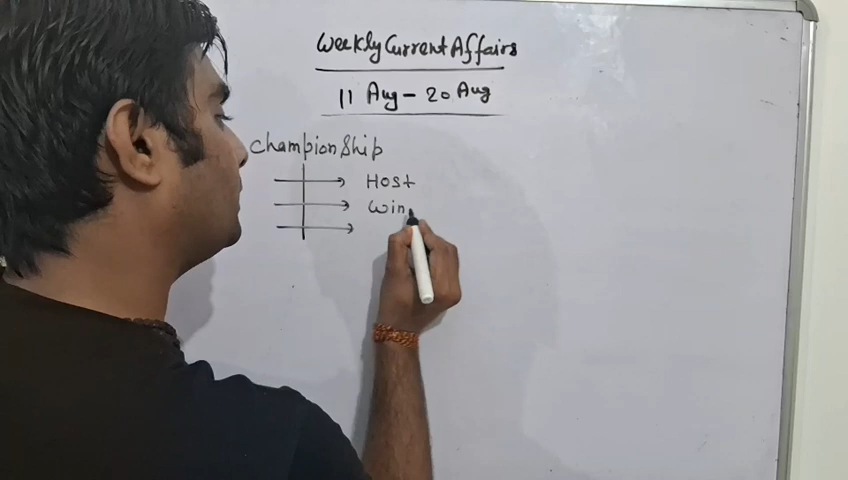 Weekly Current Affairs
11 Aug - 20 Aug
Championship
Host
Win